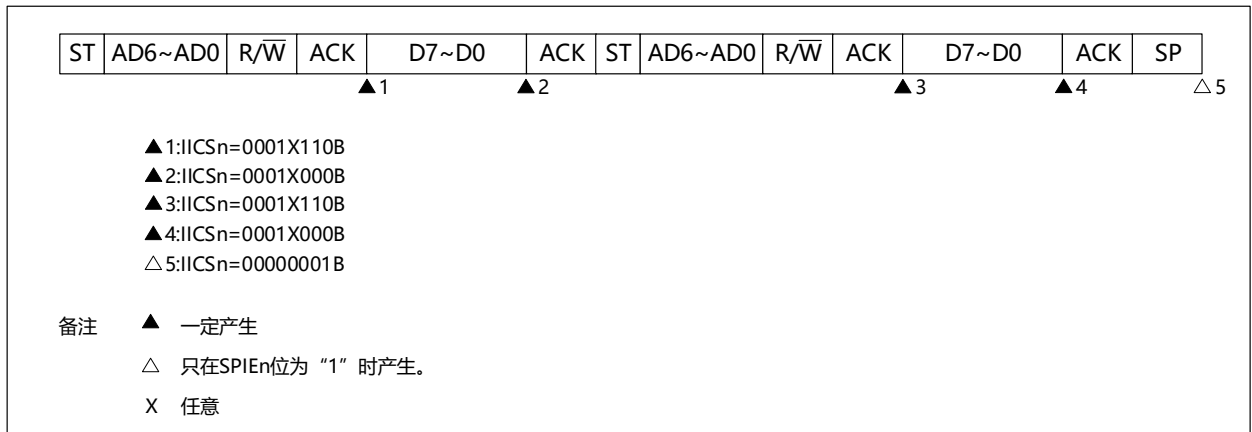 ST AD6~AD0 R/W̅ ACK D7~D0 ACK ST AD6~AD0 R/W̅ ACK D7~D0 ACK SP
▲1 ▲2 ▲3 ▲4 △5
▲1:IICSn=0001X110B
▲2:IICSn=0001X000B
▲3:IICSn=0001X110B
▲4:IICSn=0001X000B
△5:IICSn=00000001B
备注 ▲ 一定产生
△ 只在SPIEn位为“1”时产生。
X 任意